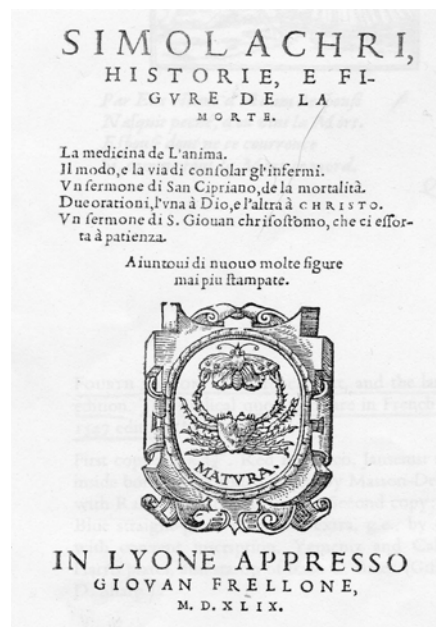 SIMOLACHRI,
HISTORIE, E FI-
GVRE DE LA
MORTE.
La medicina de L'anima.
Il modo, e la via di consolar gl'infermi.
Vn sermone di San Cipriano, de la mortalità.
Due orationi, l'vna à Dio, e l'altra à CHRISTO.
Vn sermone di S. Giouan chrisostomo, che ci essor-
ta à patienza.
Aiuntoui di nuouo molte figure
mai piu stampate.
MATVRA.
IN LYONE APPRESSO
GIOVAN FRELLONE,
M. D. XLIX.